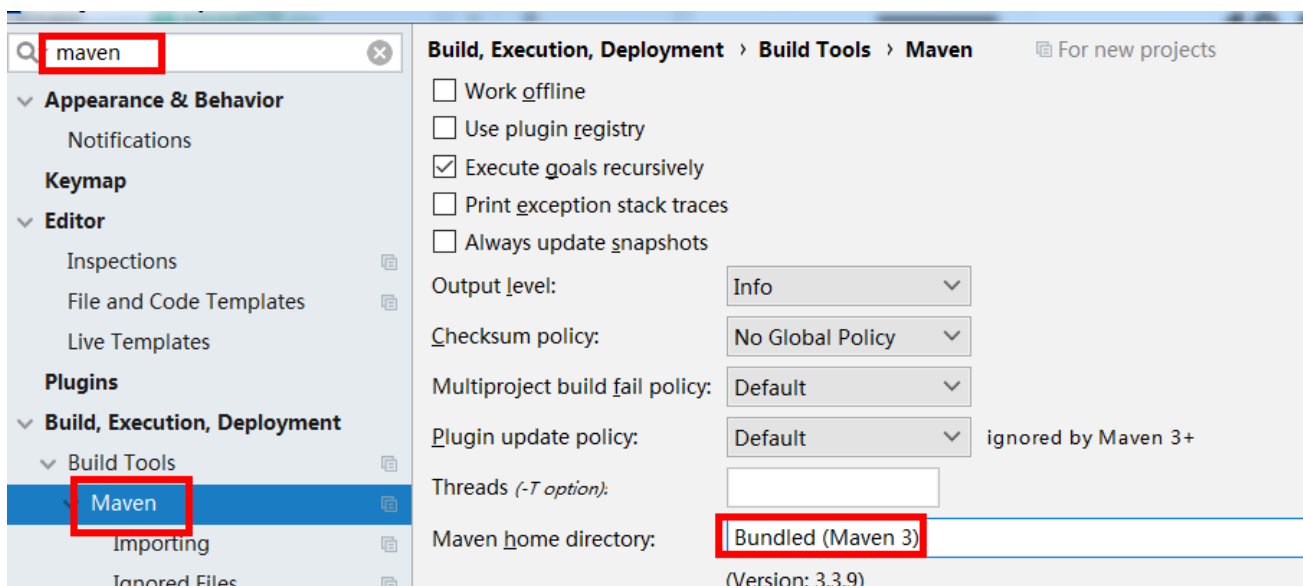 maven
Appearance & Behavior
Notifications
Keymap
Editor
Inspections
File and Code Templates
Live Templates
Plugins
Build, Execution, Deployment
Build Tools
Maven
Importing
Ignored Files
Build, Execution, Deployment › Build Tools › Maven For new projects
Work offline
Use plugin registry
Execute goals recursively
Print exception stack traces
Always update snapshots
Output level: Info
Checksum policy: No Global Policy
Multiproject build fail policy: Default
Plugin update policy: Default ignored by Maven 3+
Threads (-T option):
Maven home directory: Bundled (Maven 3)
(Version: 3.3.9)